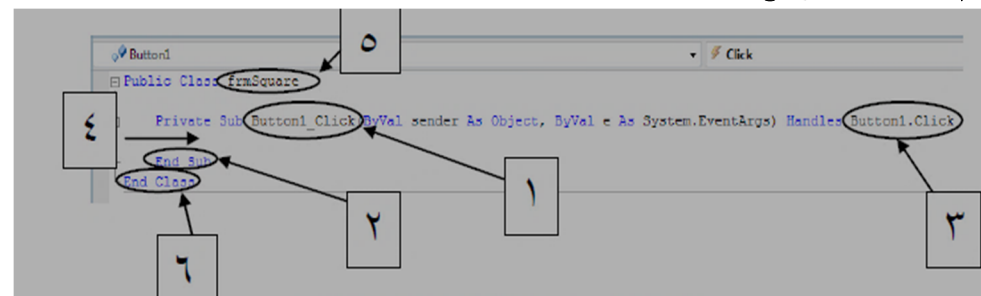 ٥
Button1 Click
Public Class frmSquare
٤
Private Sub Button1_Click(ByVal sender As Object, ByVal e As System.EventArgs) Handles Button1.Click
End Sub
End Class
١
٢
٣
٦